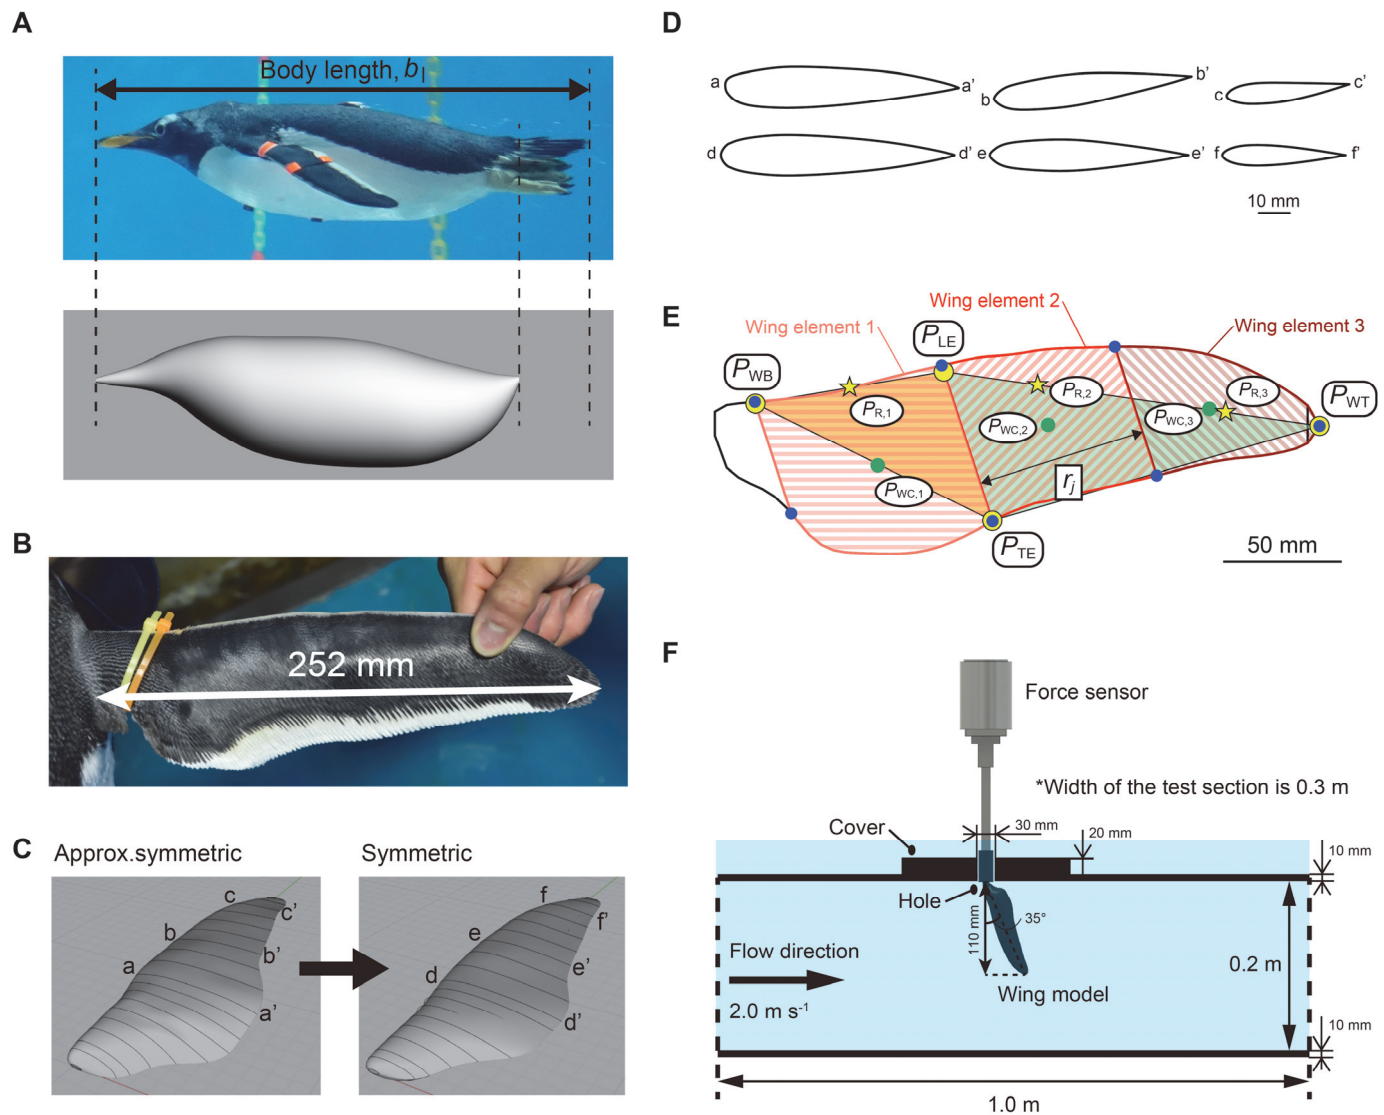 A
Body length, bl
B
252 mm
C
Approx.symmetric
Symmetric
a
b
c
c'
b'
a'
d
e
f
f'
e'
d'
D
a
a'
b
b'
c
c'
d
d'
e
e'
f
f'
10 mm
E
Wing element 1
Wing element 2
Wing element 3
PWB
PLE
PR,1
PR,2
PR,3
PWT
PWC,1
PWC,2
PWC,3
rj
PTE
50 mm
F
Force sensor
*Width of the test section is 0.3 m
Cover
30 mm
20 mm
10 mm
Hole
110 mm
35°
Flow direction
2.0 m s-1
Wing model
0.2 m
10 mm
1.0 m